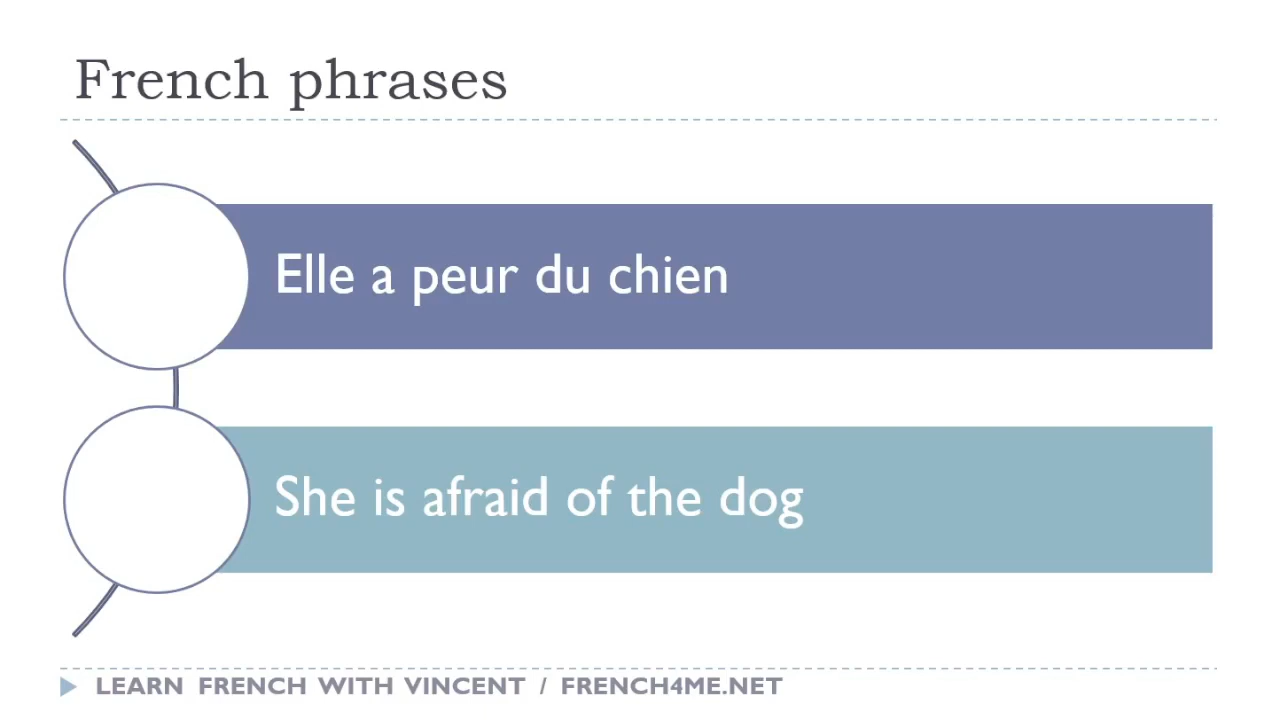 French phrases
Elle a peur du chien
She is afraid of the dog
LEARN FRENCH WITH VINCENT / FRENCH4ME.NET